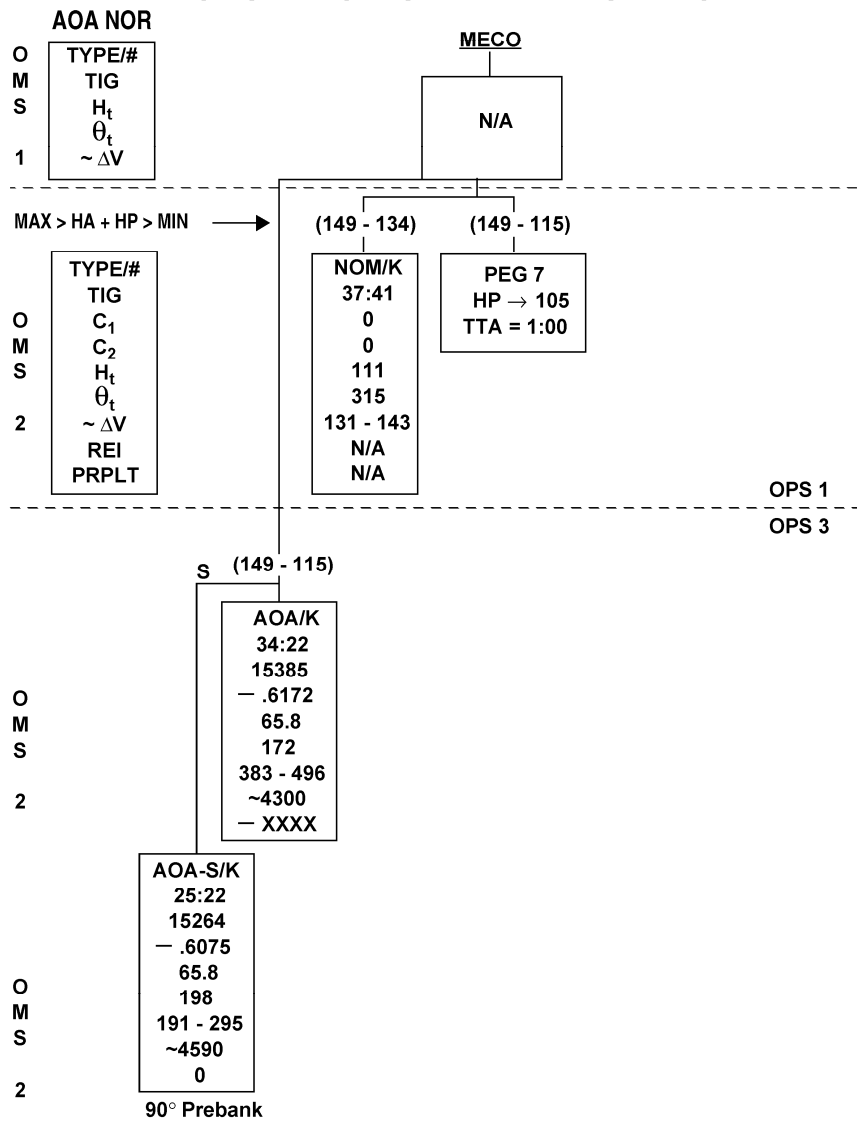 AOA NOR
MECO
O
M
S
1
TYPE/#
TIG
Ht
θt
~ ΔV
N/A
MAX > HA + HP > MIN
(149 - 134)
(149 - 115)
O
M
S
2
TYPE/#
TIG
C1
C2
Ht
θt
~ ΔV
REI
PRPLT
NOM/K
37:41
0
0
111
315
131 - 143
N/A
N/A
PEG 7
HP → 105
TTA = 1:00
OPS 1
OPS 3
S
(149 - 115)
O
M
S
2
AOA/K
34:22
15385
− .6172
65.8
172
383 - 496
~4300
− XXXX
O
M
S
2
AOA-S/K
25:22
15264
− .6075
65.8
198
191 - 295
~4590
0
90° Prebank